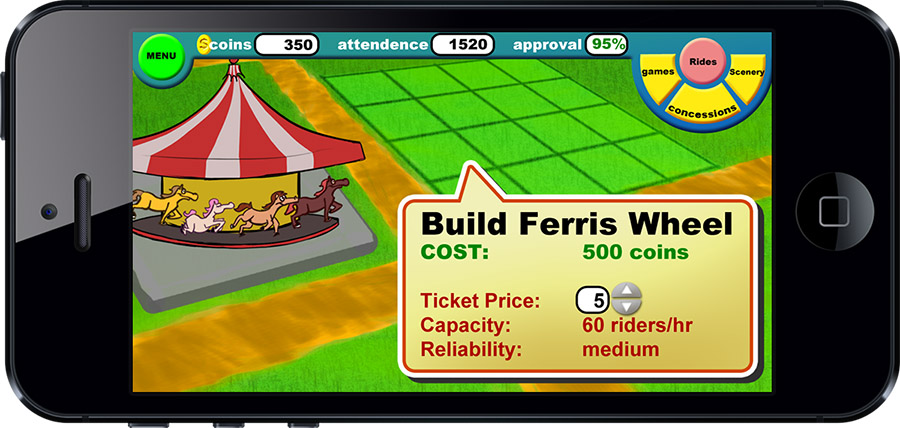 MENU
$coins 350 attendence 1520 approval 95%
games Rides Scenery
concessions
Build Ferris Wheel
COST: 500 coins
Ticket Price: 5
Capacity: 60 riders/hr
Reliability: medium